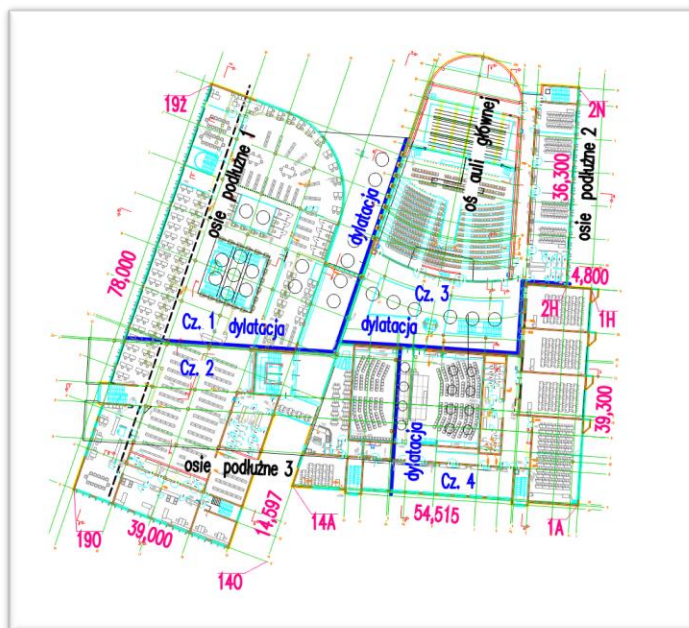 19ż
2N
osie podłużne 1
oś auli głównej
36,300
osie podłużne 2
dylatacja
78,000
4,800
Cz. 3
2H
1H
Cz. 1
dylatacja
dylatacja
Cz. 2
39,300
osie podłużne 3
dylatacja
Cz. 4
14,597
14A
54,515
1A
39,000
190
140